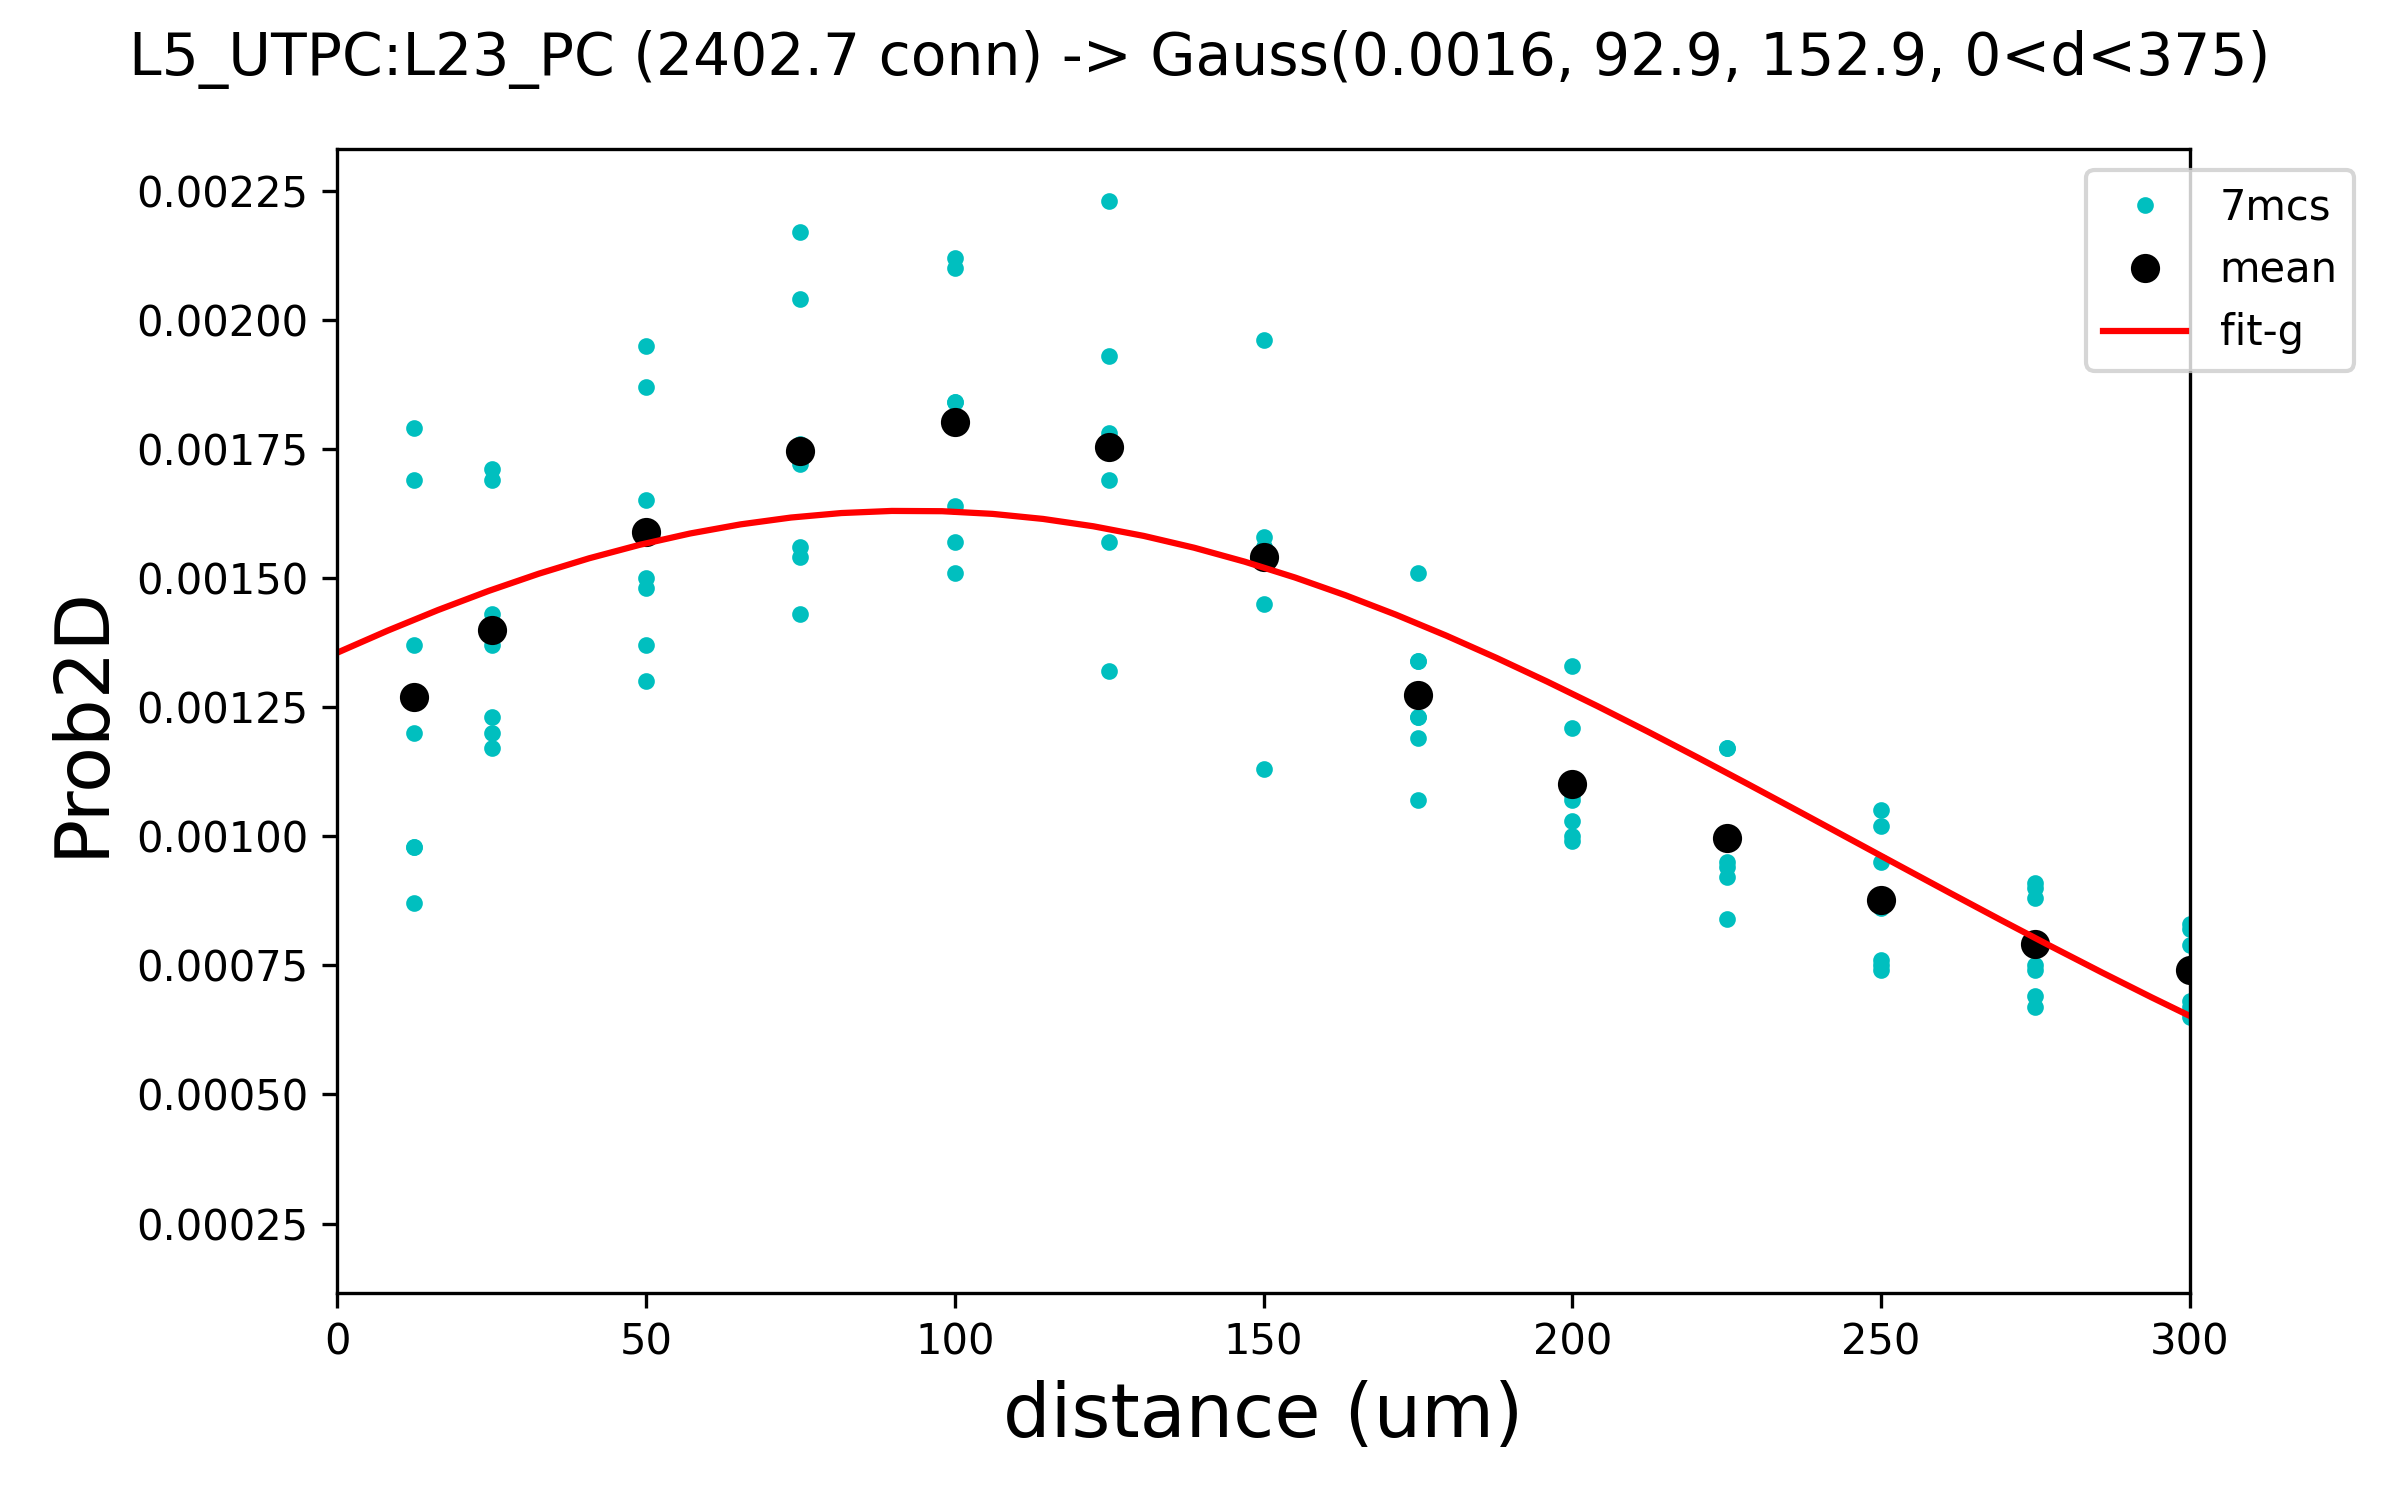 L5_UTPC:L23_PC (2402.7 conn) -> Gauss(0.0016, 92.9, 152.9, 0<d<375)
7mcs
mean
fit-g
Prob2D
0.00225
0.00200
0.00175
0.00150
0.00125
0.00100
0.00075
0.00050
0.00025
0 50 100 150 200 250 300
distance (um)